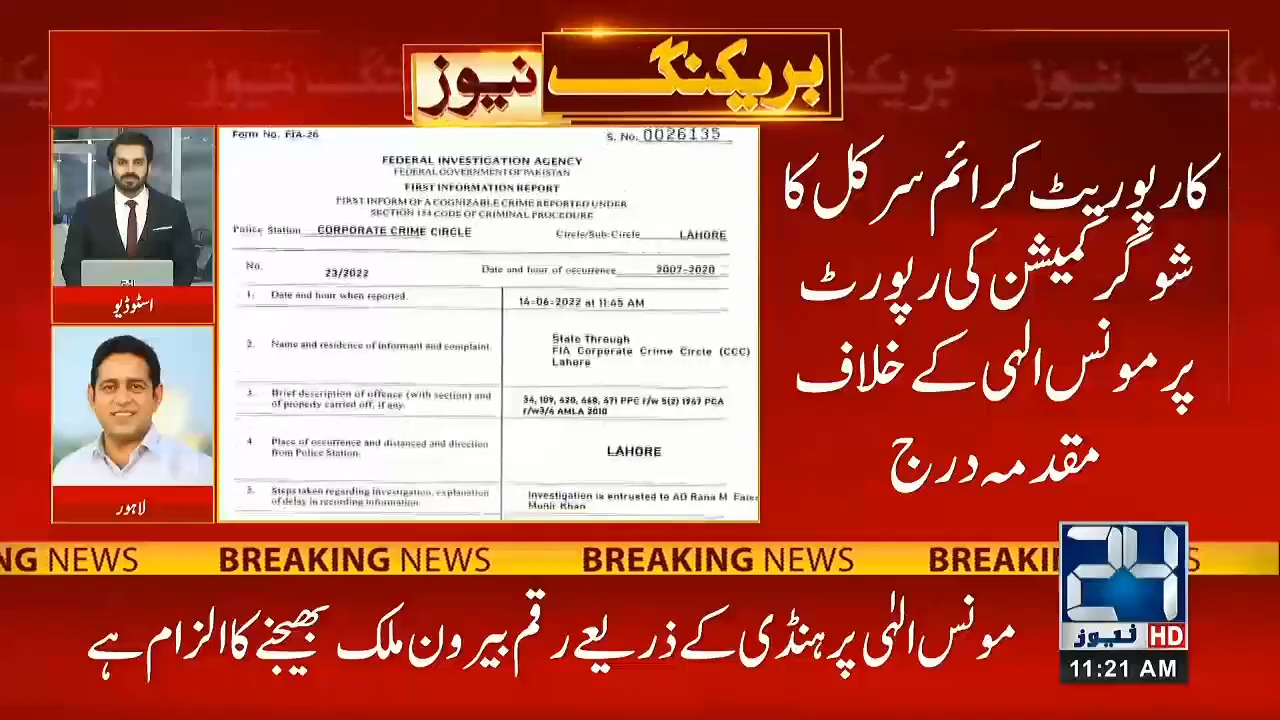 بریکنگ نیوز
Form No. FIA-26
S. No. 0026135
FEDERAL INVESTIGATION AGENCY
FEDERAL GOVERNMENT OF PAKISTAN
FIRST INFORMATION REPORT
FIRST INFORM OF A COGNIZABLE CRIME REPORTED UNDER
SECTION 154 CODE OF CRIMINAL PROCEDURE
Police Station CORPORATE CRIME CIRCLE Circle/Sub-Circle LAHORE
No. 23/2022 Date and hour of occurrence 2007-2020
1. Date and hour when reported. 14-06-2022 at 11:45 AM
2. Name and residence of informant and complaint.
State Through
FIA Corporate Crime Circle (CCC)
Lahore
3 Brief description of offence (with section) and of property carried off, if any.
34, 109, 420, 468, 471 PPC r/w 5(2) 1947 PCA
r/w3/4 AMLA 2010
4 Place of occurrence and distanced and direction from Police Station.
LAHORE
5. Steps taken regarding investigation, explanation of delay in recording information.
Investigation is entrusted to AD Rana M
Munir Khan
کارپوریٹ کرائم سرکل کا
شوگر کمیشن کی رپورٹ
پر مونس الہی کے خلاف
مقدمہ درج
اسٹوڈیو
لاہور
NG NEWS BREAKING NEWS BREAKING NEWS BREAKI S
مونس الٰہی پر ہنڈی کے ذریعے رقم بیرون ملک بھیجنے کا الزام ہے
24
نیوز HD
11:21 AM